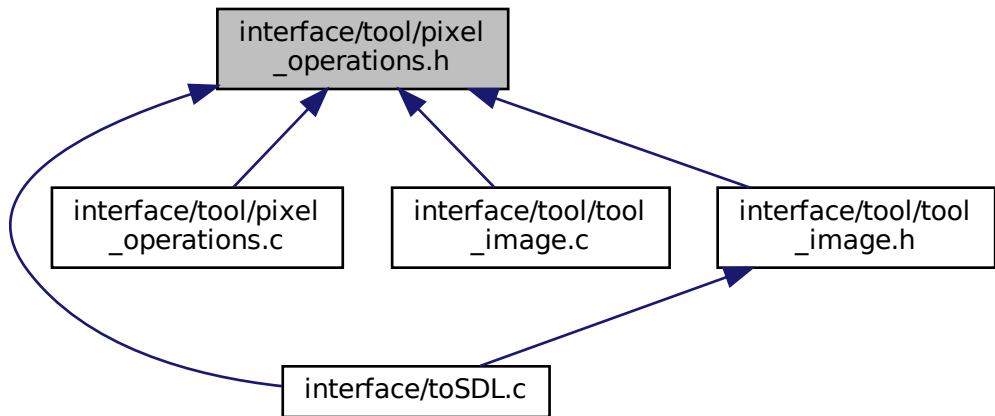 interface/tool/pixel
_operations.h
interface/tool/pixel
_operations.c
interface/tool/tool
_image.c
interface/tool/tool
_image.h
interface/toSDL.c